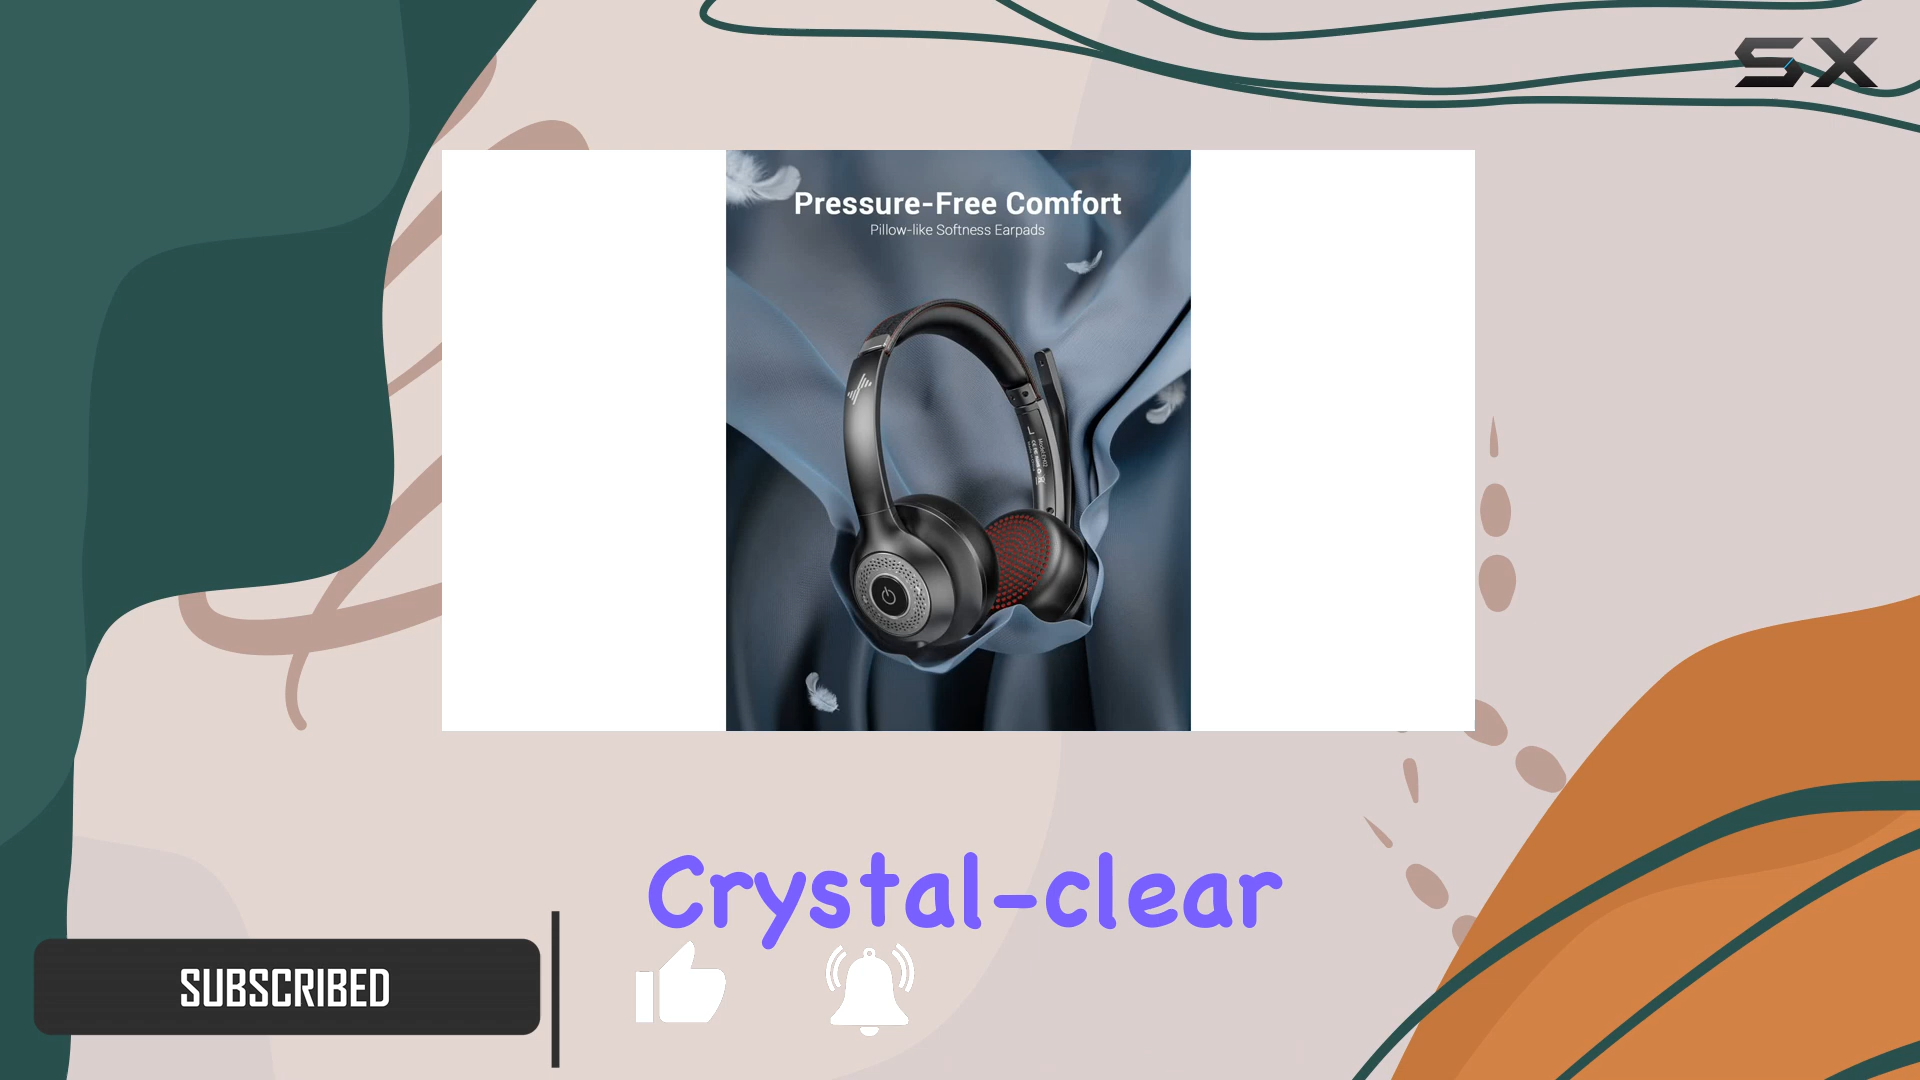 SX
Pressure-Free Comfort
Pillow-like Softness Earpads
Crystal-clear
SUBSCRIBED